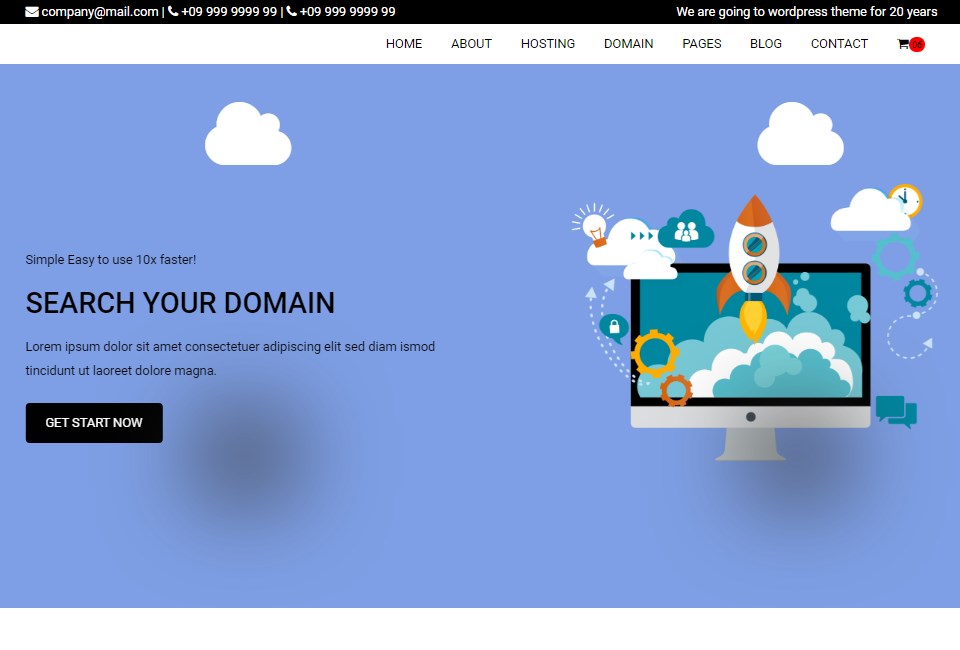 company@mail.com | +09 999 9999 99 | +09 999 9999 99
We are going to wordpress theme for 20 years
HOME ABOUT HOSTING DOMAIN PAGES BLOG CONTACT 06
Simple Easy to use 10x faster!
SEARCH YOUR DOMAIN
Lorem ipsum dolor sit amet consectetuer adipiscing elit sed diam ismod
tincidunt ut laoreet dolore magna.
GET START NOW